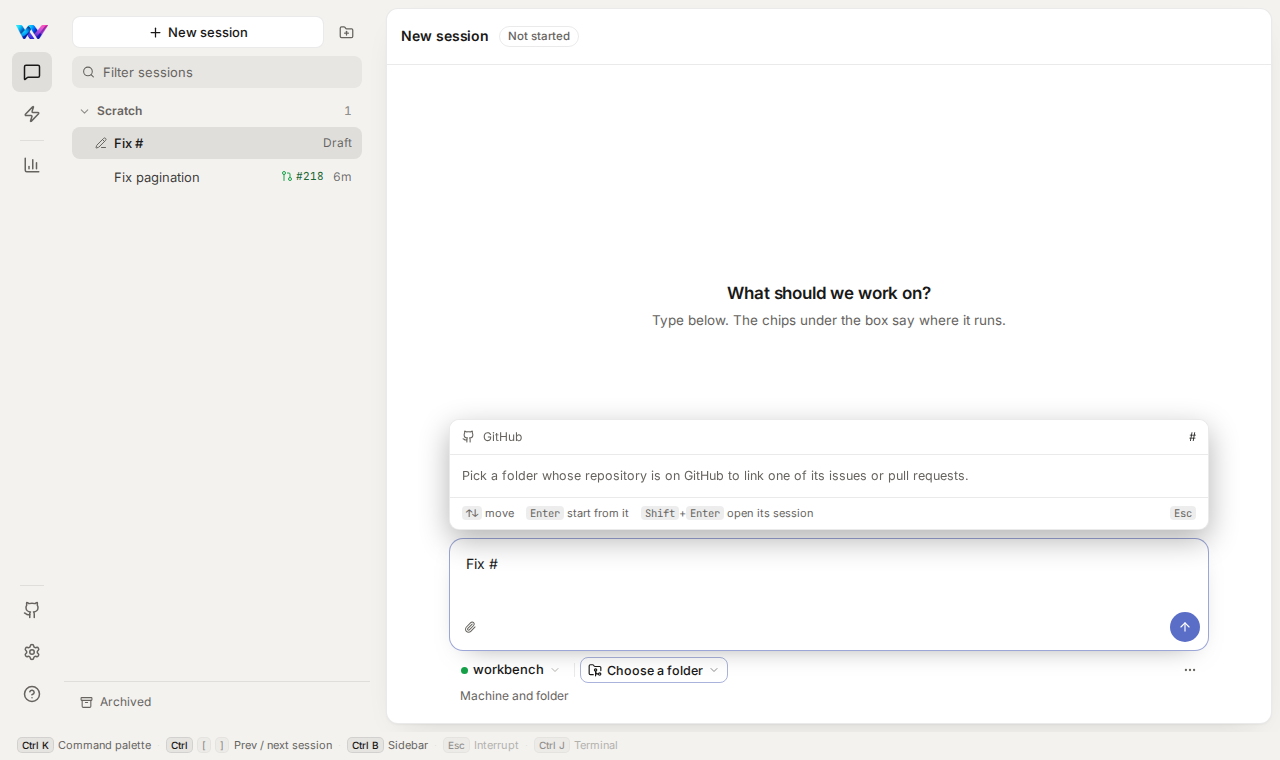 New session
Filter sessions
Scratch 1
Fix # Draft
Fix pagination #218 6m
Archived
New session Not started
What should we work on?
Type below. The chips under the box say where it runs.
GitHub #
Pick a folder whose repository is on GitHub to link one of its issues or pull requests.
↑↓ move Enter start from it Shift+Enter open its session Esc
Fix #
workbench Choose a folder
Machine and folder
Ctrl K Command palette Ctrl [ ] Prev / next session Ctrl B Sidebar Esc Interrupt Ctrl J Terminal